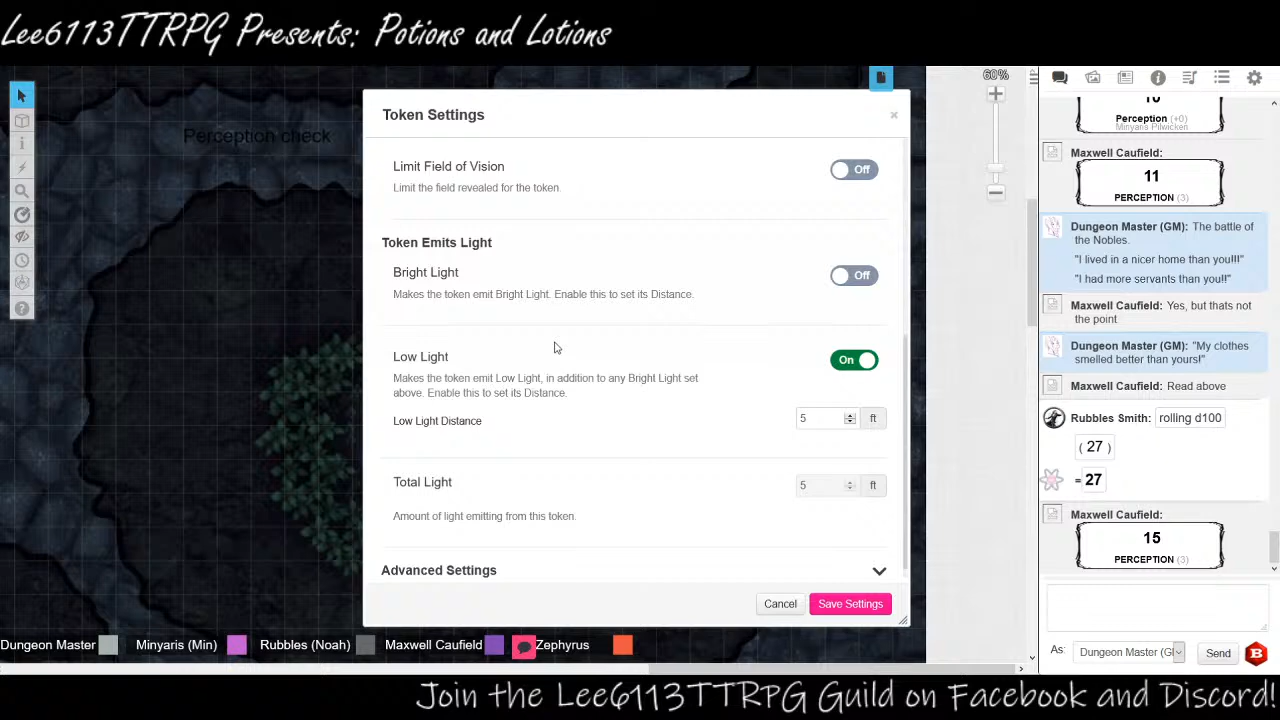 Lee6113TTRPG Presents: Potions and Lotions
Perception check
Token Settings
×
Limit Field of Vision
Off
Limit the field revealed for the token.
Token Emits Light
Bright Light
Off
Makes the token emit Bright Light. Enable this to set its Distance.
Low Light
On
Makes the token emit Low Light, in addition to any Bright Light set
above. Enable this to set its Distance.
Low Light Distance
5
ft
Total Light
5
ft
Amount of light emitting from this token.
Advanced Settings
Cancel
Save Settings
60%
Perception (+0)
Minyaris Pilwicken
Maxwell Caufield:
11
PERCEPTION (3)
Dungeon Master (GM): The battle of
the Nobles.
"I lived in a nicer home than you!!!"
"I had more servants than you!!"
Maxwell Caufield: Yes, but thats not
the point
Dungeon Master (GM): "My clothes
smelled better than yours!"
Maxwell Caufield: Read above
Rubbles Smith: rolling d100
( 27 )
= 27
Maxwell Caufield:
15
PERCEPTION (3)
As:
Dungeon Master (GM
Send
Dungeon Master
Minyaris (Min)
Rubbles (Noah)
Maxwell Caufield
Zephyrus
Join the Lee6113TTRPG Guild on Facebook and Discord!